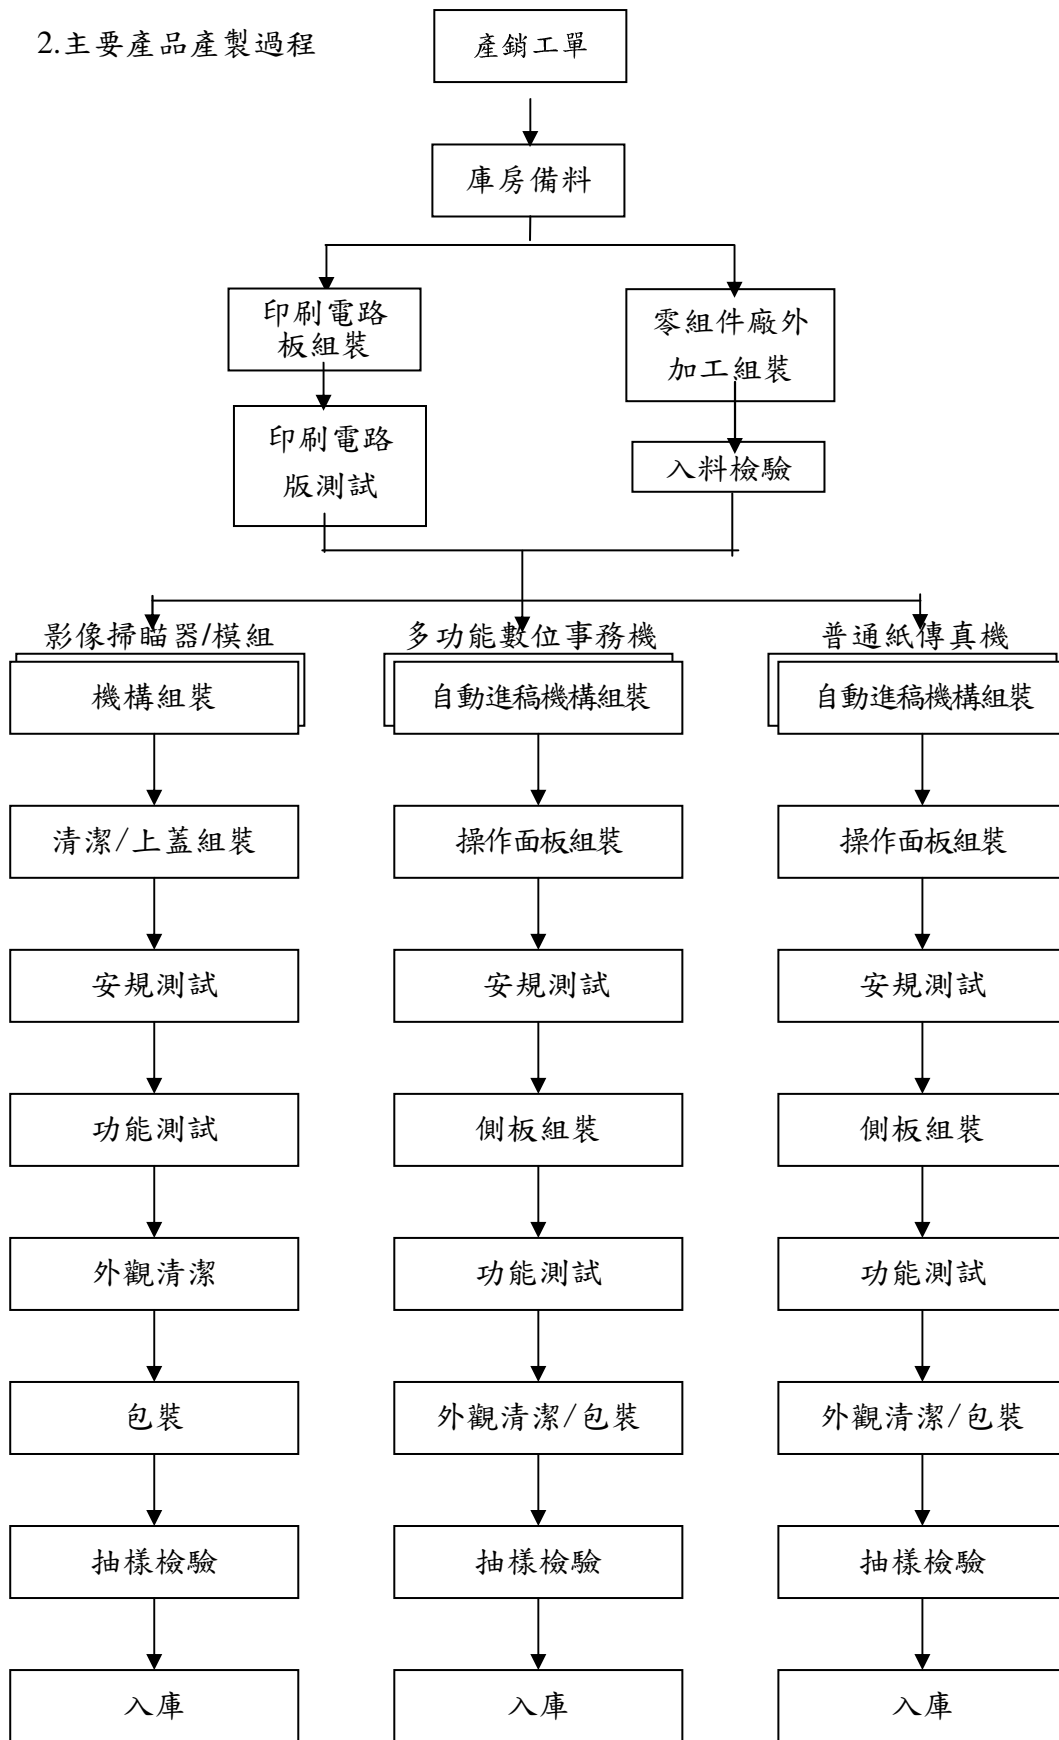 2.主要產品產製過程
產銷工單
庫房備料
印刷電路
板組裝
零組件廠外
加工組裝
印刷電路
版測試
入料檢驗
影像掃瞄器/模組
多功能數位事務機
普通紙傳真機
機構組裝
自動進稿機構組裝
自動進稿機構組裝
清潔/上蓋組裝
操作面板組裝
操作面板組裝
安規測試
安規測試
安規測試
功能測試
側板組裝
側板組裝
外觀清潔
功能測試
功能測試
包裝
外觀清潔/包裝
外觀清潔/包裝
抽樣檢驗
抽樣檢驗
抽樣檢驗
入庫
入庫
入庫